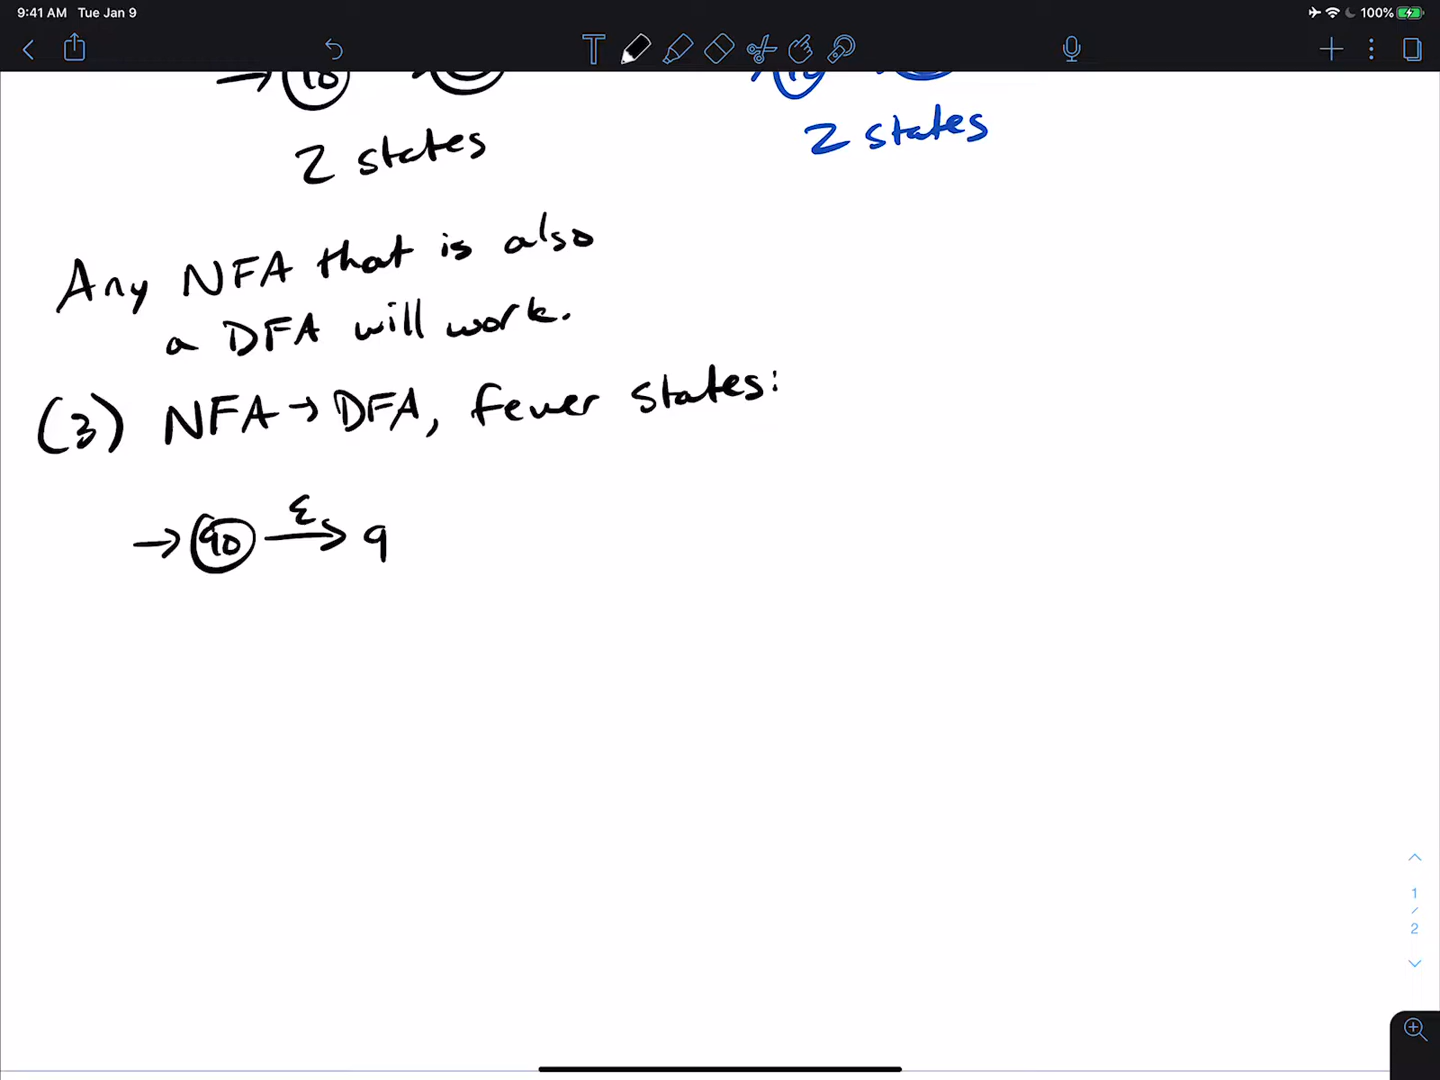 9:41 AM Tue Jan 9
100%
T
2 states
2 states
Any NFA that is also
a DFA will work.
(3) NFA → DFA, fewer states:
→ q0 ε→ q
1
/
2